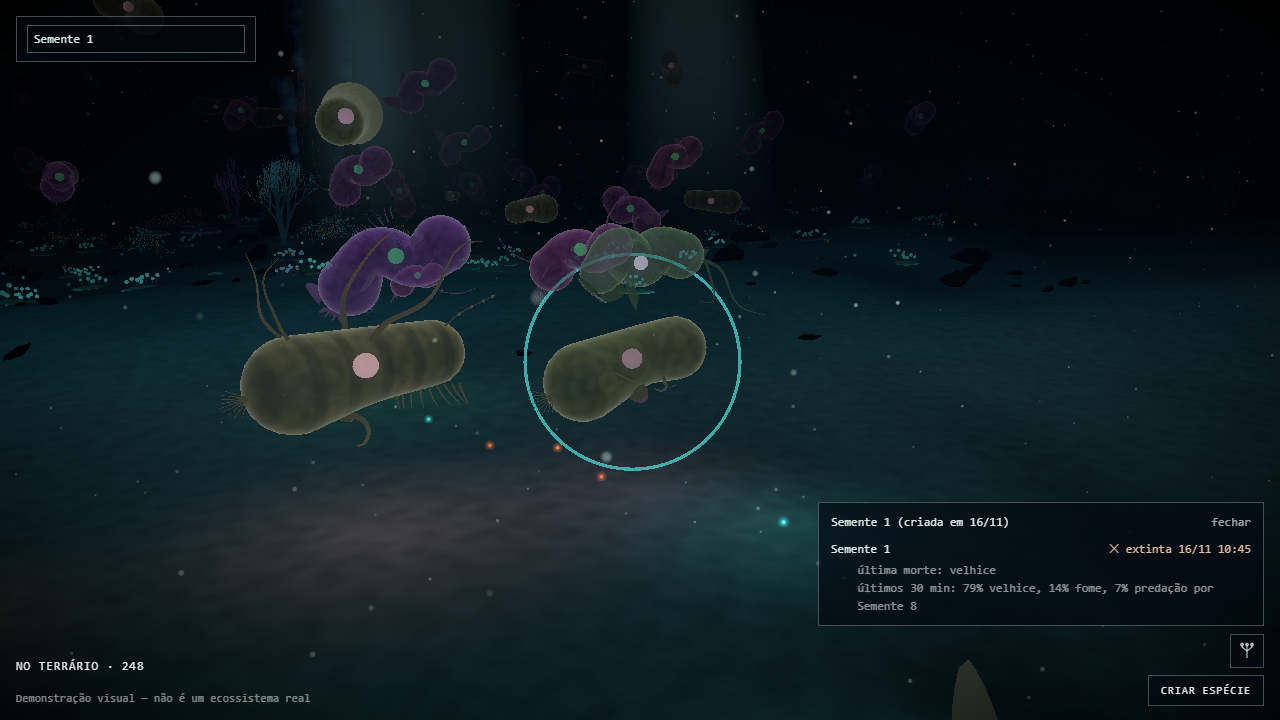 Semente 1
Semente 1 (criada em 16/11)
fechar
Semente 1
extinta 16/11 10:45
última morte: velhice
últimos 30 min: 79% velhice, 14% fome, 7% predação por
Semente 8
NO TERRÁRIO · 248
Demonstração visual — não é um ecossistema real
CRIAR ESPÉCIE